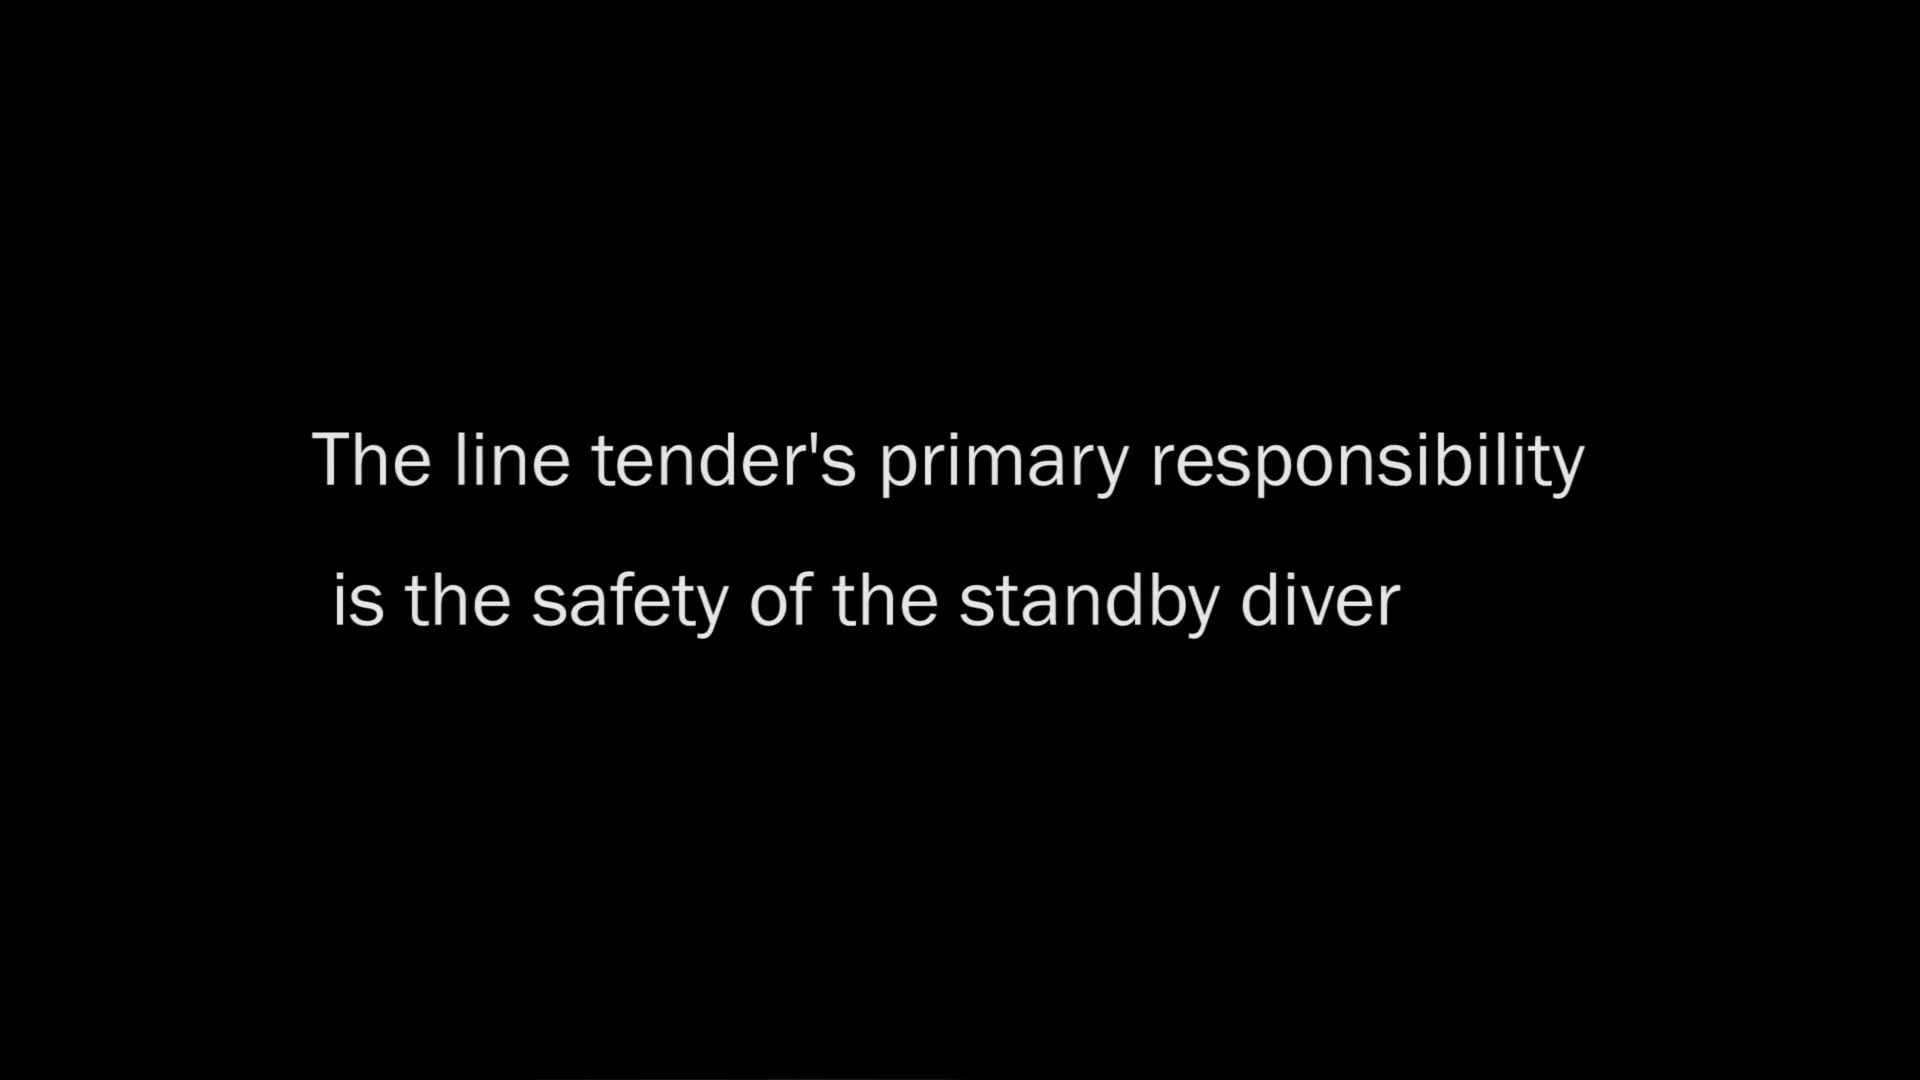 The line tender's primary responsibility
is the safety of the standby diver